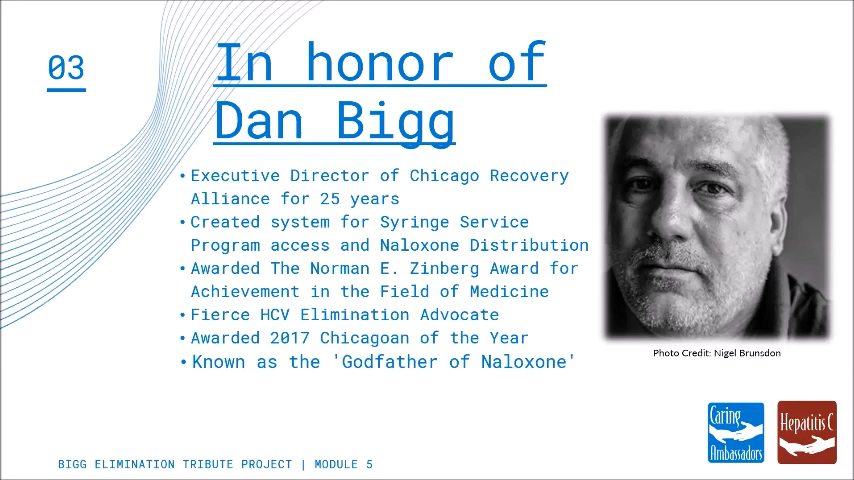 03
In honor of
Dan Bigg
• Executive Director of Chicago Recovery
Alliance for 25 years
• Created system for Syringe Service
Program access and Naloxone Distribution
• Awarded The Norman E. Zinberg Award for
Achievement in the Field of Medicine
• Fierce HCV Elimination Advocate
• Awarded 2017 Chicagoan of the Year
• Known as the 'Godfather of Naloxone'
Photo Credit: Nigel Brunsdon
Caring
Ambassadors
Hepatitis C
BIGG ELIMINATION TRIBUTE PROJECT | MODULE 5